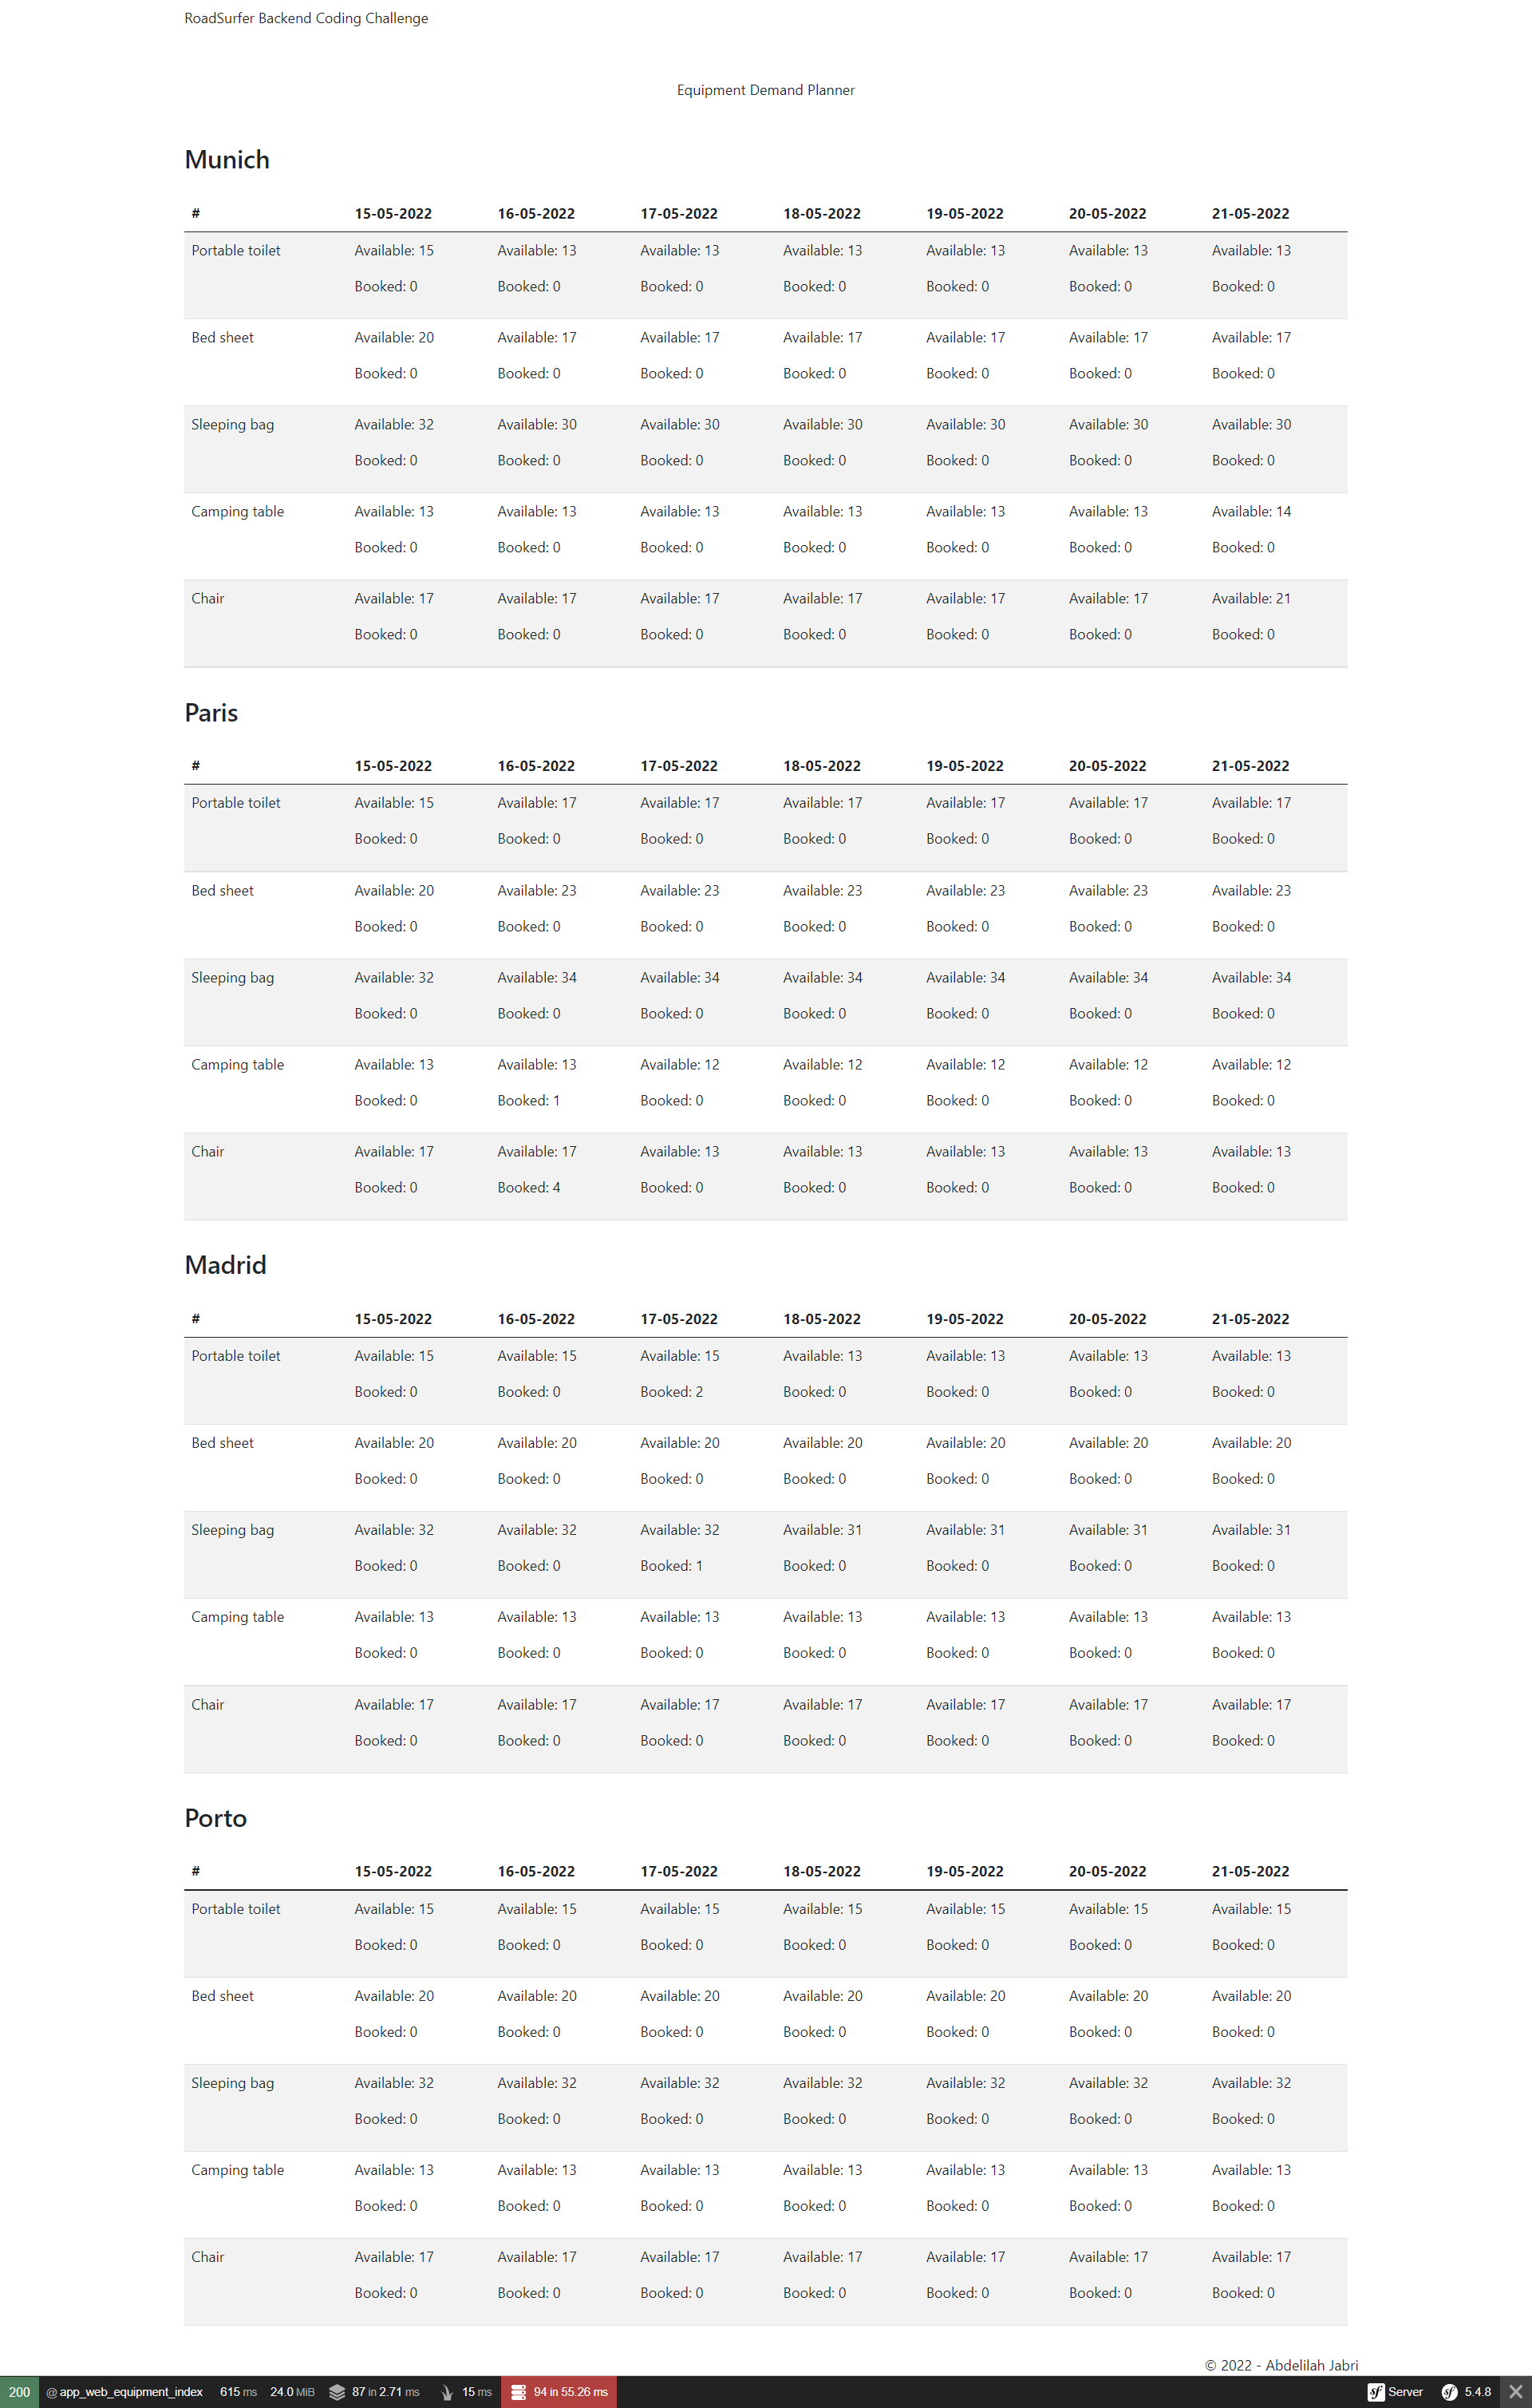 RoadSurfer Backend Coding Challenge
Equipment Demand Planner
Munich
# 15-05-2022 16-05-2022 17-05-2022 18-05-2022 19-05-2022 20-05-2022 21-05-2022
Portable toilet Available: 15 Available: 13 Available: 13 Available: 13 Available: 13 Available: 13 Available: 13
Booked: 0 Booked: 0 Booked: 0 Booked: 0 Booked: 0 Booked: 0 Booked: 0
Bed sheet Available: 20 Available: 17 Available: 17 Available: 17 Available: 17 Available: 17 Available: 17
Booked: 0 Booked: 0 Booked: 0 Booked: 0 Booked: 0 Booked: 0 Booked: 0
Sleeping bag Available: 32 Available: 30 Available: 30 Available: 30 Available: 30 Available: 30 Available: 30
Booked: 0 Booked: 0 Booked: 0 Booked: 0 Booked: 0 Booked: 0 Booked: 0
Camping table Available: 13 Available: 13 Available: 13 Available: 13 Available: 13 Available: 13 Available: 14
Booked: 0 Booked: 0 Booked: 0 Booked: 0 Booked: 0 Booked: 0 Booked: 0
Chair Available: 17 Available: 17 Available: 17 Available: 17 Available: 17 Available: 17 Available: 21
Booked: 0 Booked: 0 Booked: 0 Booked: 0 Booked: 0 Booked: 0 Booked: 0
Paris
# 15-05-2022 16-05-2022 17-05-2022 18-05-2022 19-05-2022 20-05-2022 21-05-2022
Portable toilet Available: 15 Available: 17 Available: 17 Available: 17 Available: 17 Available: 17 Available: 17
Booked: 0 Booked: 0 Booked: 0 Booked: 0 Booked: 0 Booked: 0 Booked: 0
Bed sheet Available: 20 Available: 23 Available: 23 Available: 23 Available: 23 Available: 23 Available: 23
Booked: 0 Booked: 0 Booked: 0 Booked: 0 Booked: 0 Booked: 0 Booked: 0
Sleeping bag Available: 32 Available: 34 Available: 34 Available: 34 Available: 34 Available: 34 Available: 34
Booked: 0 Booked: 0 Booked: 0 Booked: 0 Booked: 0 Booked: 0 Booked: 0
Camping table Available: 13 Available: 13 Available: 12 Available: 12 Available: 12 Available: 12 Available: 12
Booked: 0 Booked: 1 Booked: 0 Booked: 0 Booked: 0 Booked: 0 Booked: 0
Chair Available: 17 Available: 17 Available: 13 Available: 13 Available: 13 Available: 13 Available: 13
Booked: 0 Booked: 4 Booked: 0 Booked: 0 Booked: 0 Booked: 0 Booked: 0
Madrid
# 15-05-2022 16-05-2022 17-05-2022 18-05-2022 19-05-2022 20-05-2022 21-05-2022
Portable toilet Available: 15 Available: 15 Available: 15 Available: 13 Available: 13 Available: 13 Available: 13
Booked: 0 Booked: 0 Booked: 2 Booked: 0 Booked: 0 Booked: 0 Booked: 0
Bed sheet Available: 20 Available: 20 Available: 20 Available: 20 Available: 20 Available: 20 Available: 20
Booked: 0 Booked: 0 Booked: 0 Booked: 0 Booked: 0 Booked: 0 Booked: 0
Sleeping bag Available: 32 Available: 32 Available: 32 Available: 31 Available: 31 Available: 31 Available: 31
Booked: 0 Booked: 0 Booked: 1 Booked: 0 Booked: 0 Booked: 0 Booked: 0
Camping table Available: 13 Available: 13 Available: 13 Available: 13 Available: 13 Available: 13 Available: 13
Booked: 0 Booked: 0 Booked: 0 Booked: 0 Booked: 0 Booked: 0 Booked: 0
Chair Available: 17 Available: 17 Available: 17 Available: 17 Available: 17 Available: 17 Available: 17
Booked: 0 Booked: 0 Booked: 0 Booked: 0 Booked: 0 Booked: 0 Booked: 0
Porto
# 15-05-2022 16-05-2022 17-05-2022 18-05-2022 19-05-2022 20-05-2022 21-05-2022
Portable toilet Available: 15 Available: 15 Available: 15 Available: 15 Available: 15 Available: 15 Available: 15
Booked: 0 Booked: 0 Booked: 0 Booked: 0 Booked: 0 Booked: 0 Booked: 0
Bed sheet Available: 20 Available: 20 Available: 20 Available: 20 Available: 20 Available: 20 Available: 20
Booked: 0 Booked: 0 Booked: 0 Booked: 0 Booked: 0 Booked: 0 Booked: 0
Sleeping bag Available: 32 Available: 32 Available: 32 Available: 32 Available: 32 Available: 32 Available: 32
Booked: 0 Booked: 0 Booked: 0 Booked: 0 Booked: 0 Booked: 0 Booked: 0
Camping table Available: 13 Available: 13 Available: 13 Available: 13 Available: 13 Available: 13 Available: 13
Booked: 0 Booked: 0 Booked: 0 Booked: 0 Booked: 0 Booked: 0 Booked: 0
Chair Available: 17 Available: 17 Available: 17 Available: 17 Available: 17 Available: 17 Available: 17
Booked: 0 Booked: 0 Booked: 0 Booked: 0 Booked: 0 Booked: 0 Booked: 0
© 2022 - Abdelilah Jabri
200 @ app_web_equipment_index 615 ms 24.0 MiB 87 in 2.71 ms 15 ms 94 in 55.26 ms sf Server sf 5.4.8